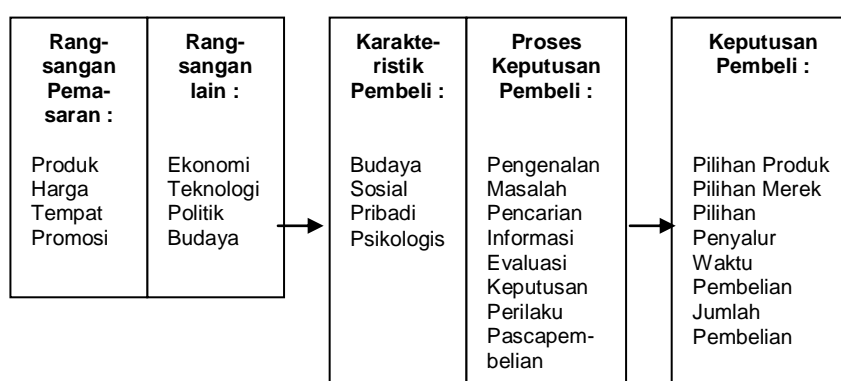 Rang-
sangan
Pema-
saran :
Produk
Harga
Tempat
Promosi
Rang-
sangan
lain :
Ekonomi
Teknologi
Politik
Budaya
Karakte-
ristik
Pembeli :
Budaya
Sosial
Pribadi
Psikologis
Proses
Keputusan
Pembeli :
Pengenalan
Masalah
Pencarian
Informasi
Evaluasi
Keputusan
Perilaku
Pascapem-
belian
Keputusan
Pembeli :
Pilihan Produk
Pilihan Merek
Pilihan
Penyalur
Waktu
Pembelian
Jumlah
Pembelian